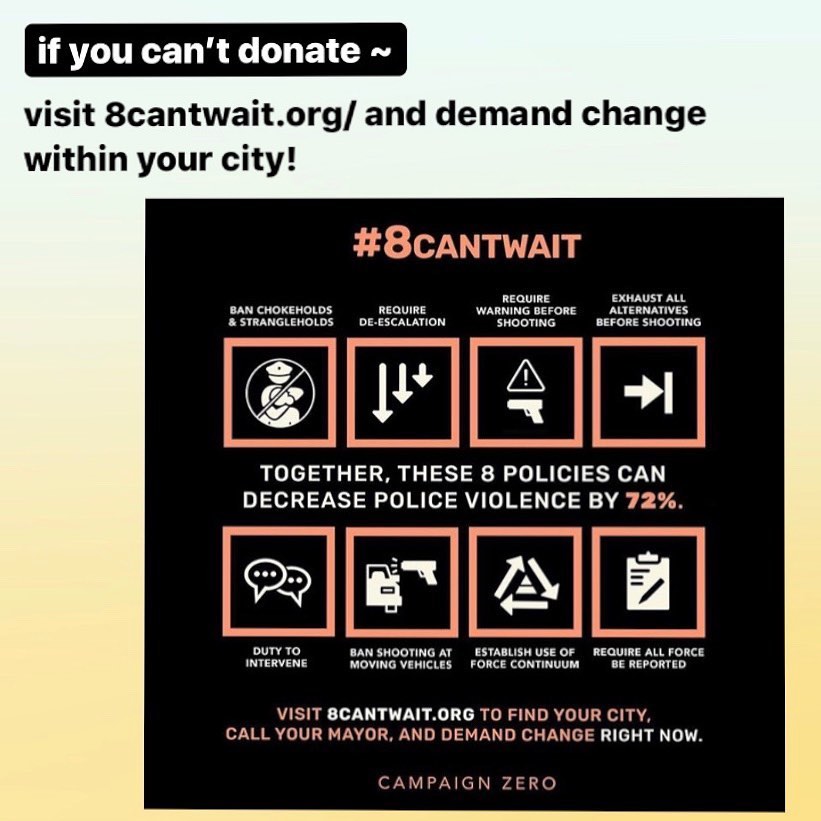 if you can't donate ~
visit 8cantwait.org/ and demand change
within your city!
#8CANTWAIT
BAN CHOKEHOLDS
& STRANGLEHOLDS
REQUIRE
DE-ESCALATION
REQUIRE
WARNING BEFORE
SHOOTING
EXHAUST ALL
ALTERNATIVES
BEFORE SHOOTING
TOGETHER, THESE 8 POLICIES CAN
DECREASE POLICE VIOLENCE BY 72%.
DUTY TO
INTERVENE
BAN SHOOTING AT
MOVING VEHICLES
ESTABLISH USE OF
FORCE CONTINUUM
REQUIRE ALL FORCE
BE REPORTED
VISIT 8CANTWAIT.ORG TO FIND YOUR CITY,
CALL YOUR MAYOR, AND DEMAND CHANGE RIGHT NOW.
CAMPAIGN ZERO